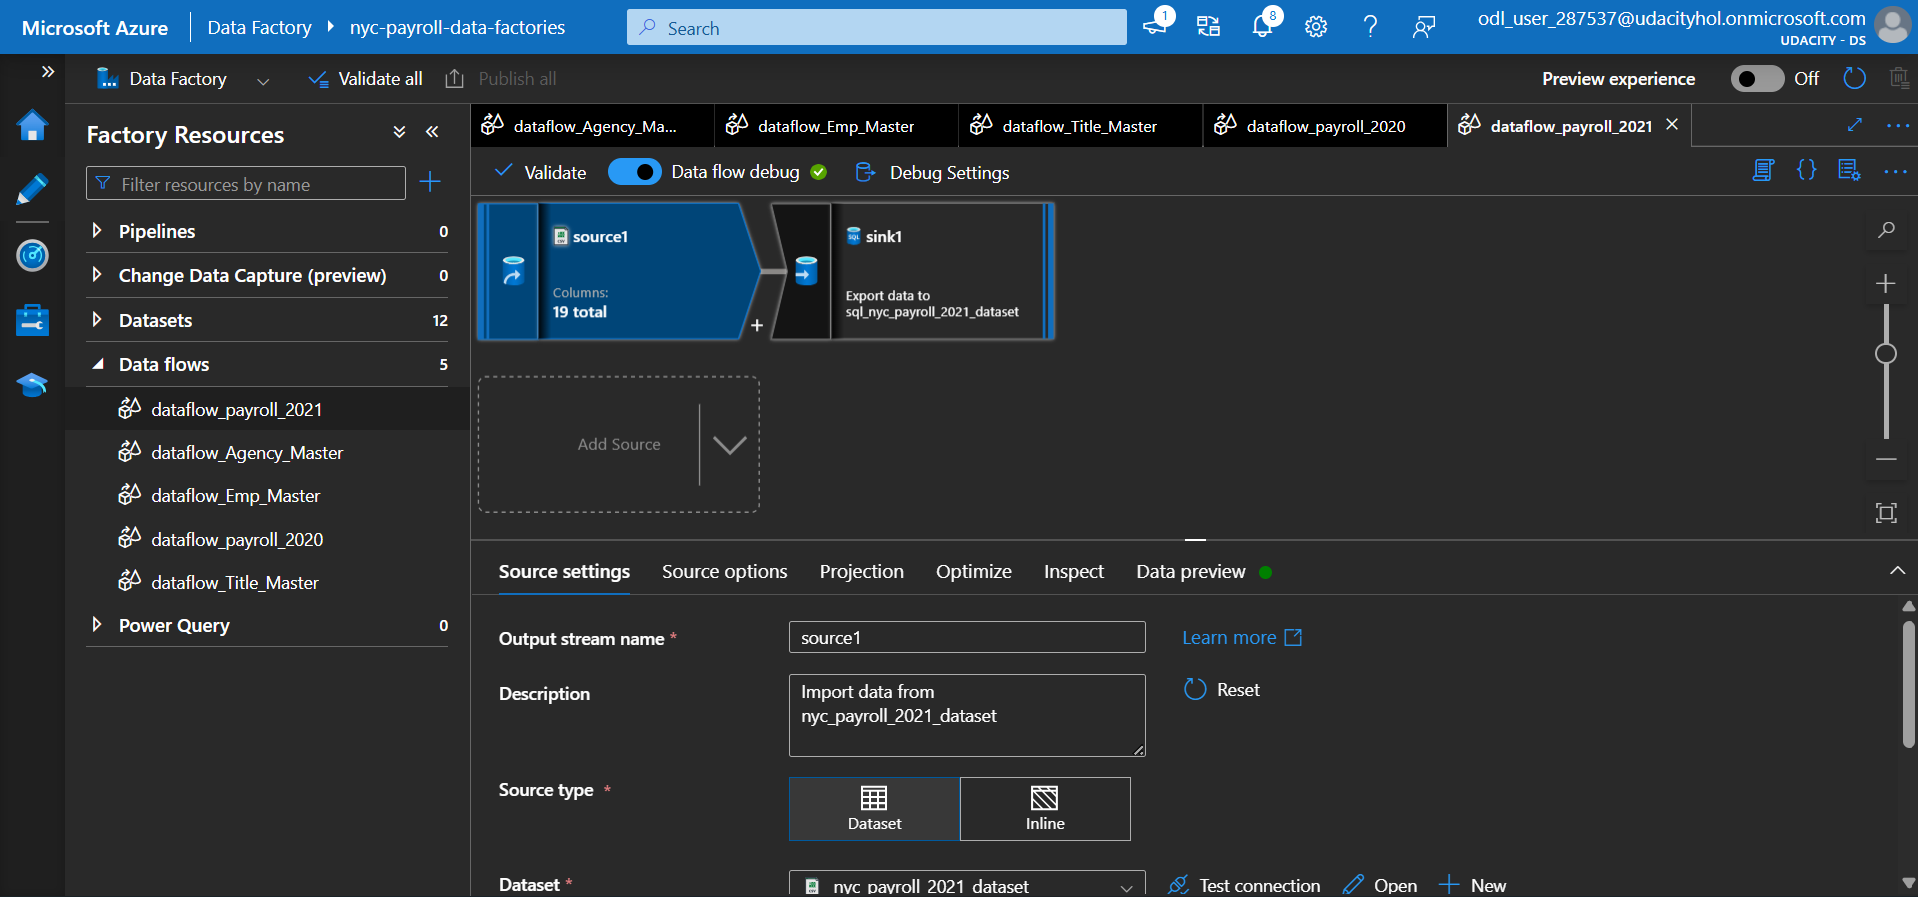 Microsoft Azure
Data Factory
nyc-payroll-data-factories
Search
1
8
odl_user_287537@udacityhol.onmicrosoft.com
UDACITY - DS
Data Factory
Validate all
Publish all
Preview experience
Off
Factory Resources
Filter resources by name
Pipelines 0
Change Data Capture (preview) 0
Datasets 12
Data flows 5
dataflow_payroll_2021
dataflow_Agency_Master
dataflow_Emp_Master
dataflow_payroll_2020
dataflow_Title_Master
Power Query 0
dataflow_Agency_Ma...
dataflow_Emp_Master
dataflow_Title_Master
dataflow_payroll_2020
dataflow_payroll_2021
Validate
Data flow debug
Debug Settings
source1
Columns:
19 total
sink1
Export data to
sql_nyc_payroll_2021_dataset
Add Source
Source settings
Source options
Projection
Optimize
Inspect
Data preview
Output stream name *
source1
Learn more
Description
Import data from
nyc_payroll_2021_dataset
Reset
Source type *
Dataset
Inline
Dataset *
nyc_payroll_2021_dataset
Test connection
Open
New